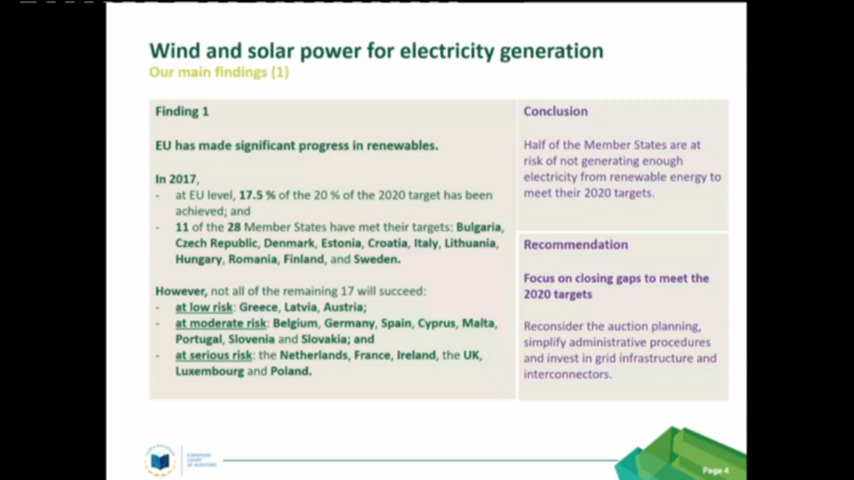 Wind and solar power for electricity generation
Our main findings (1)
Finding 1
EU has made significant progress in renewables.
In 2017,
- at EU level, 17.5 % of the 20 % of the 2020 target has been
achieved; and
- 11 of the 28 Member States have met their targets: Bulgaria,
Czech Republic, Denmark, Estonia, Croatia, Italy, Lithuania,
Hungary, Romania, Finland, and Sweden.
However, not all of the remaining 17 will succeed:
- at low risk: Greece, Latvia, Austria;
- at moderate risk: Belgium, Germany, Spain, Cyprus, Malta,
Portugal, Slovenia and Slovakia; and
- at serious risk: the Netherlands, France, Ireland, the UK,
Luxembourg and Poland.
Conclusion
Half of the Member States are at
risk of not generating enough
electricity from renewable energy to
meet their 2020 targets.
Recommendation
Focus on closing gaps to meet the
2020 targets
Reconsider the auction planning,
simplify administrative procedures
and invest in grid infrastructure and
interconnectors.
EUROPEAN
COURT
OF AUDITORS
Page 4